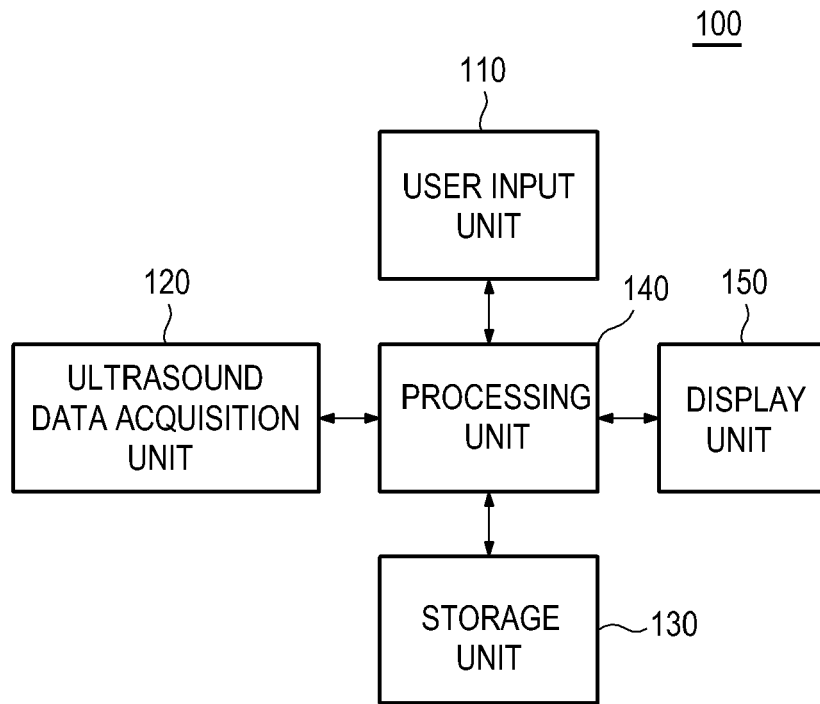 100
110
USER INPUT
UNIT
120
140
150
ULTRASOUND
DATA ACQUISITION
UNIT
PROCESSING
UNIT
DISPLAY
UNIT
STORAGE
UNIT
130